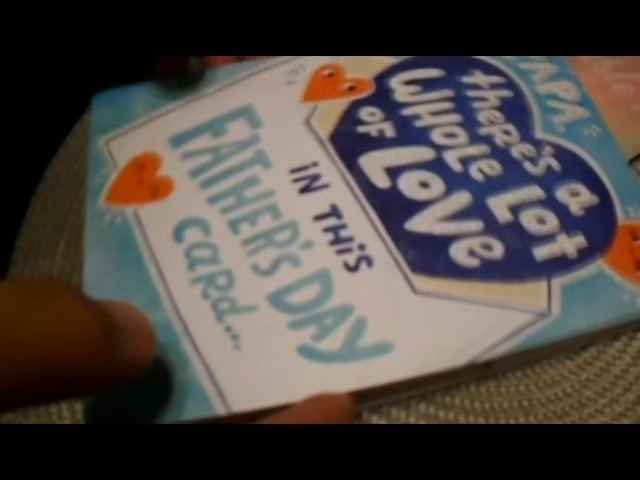 PAPA,
there's a
WHOLE LOT
OF LOVE
IN THIS
FATHER'S DAY
CARD...